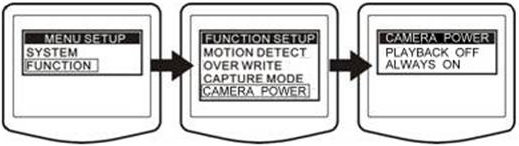 MENU SETUP
SYSTEM
FUNCTION
FUNCTION SETUP
MOTION DETECT
OVER WRITE
CAPTURE MODE
CAMERA POWER
CAMERA POWER
PLAYBACK OFF
ALWAYS ON